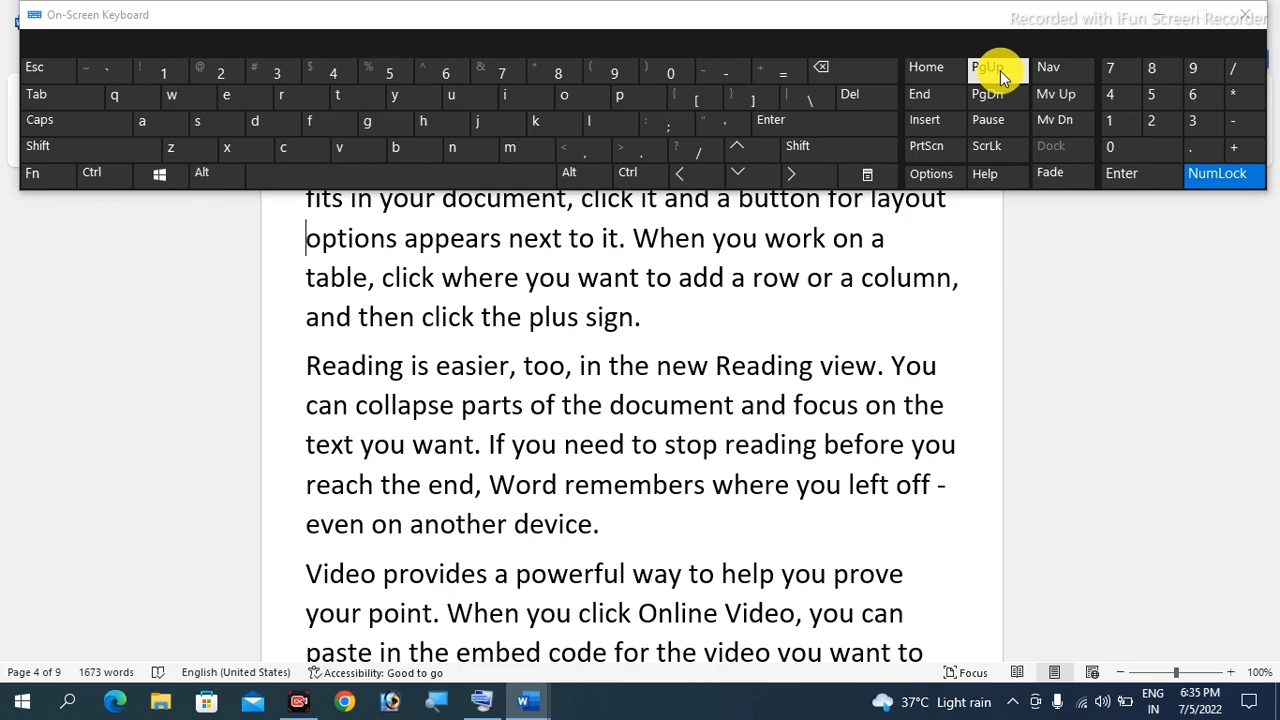 On-Screen Keyboard
Recorded with iFun Screen Recorder
Esc ~ ` ! 1 @ 2 # 3 $ 4 % 5 ^ 6 & 7 * 8 ( 9 ) 0 _ - + = Home PgUp Nav 7 8 9 /
Tab q w e r t y u i o p { [ } ] | \ Del End PgDn Mv Up 4 5 6 *
Caps a s d f g h j k l : ; " ' Enter Insert Pause Mv Dn 1 2 3 -
Shift z x c v b n m < , > . ? / Shift PrtScn ScrLk Dock 0 . +
Fn Ctrl Alt Alt Ctrl Options Help Fade Enter NumLock
fits in your document, click it and a button for layout
options appears next to it. When you work on a
table, click where you want to add a row or a column,
and then click the plus sign.
Reading is easier, too, in the new Reading view. You
can collapse parts of the document and focus on the
text you want. If you need to stop reading before you
reach the end, Word remembers where you left off -
even on another device.
Video provides a powerful way to help you prove
your point. When you click Online Video, you can
paste in the embed code for the video you want to
Page 4 of 9 1673 words English (United States) Accessibility: Good to go Focus 100%
37°C Light rain ENG IN 6:35 PM 7/5/2022